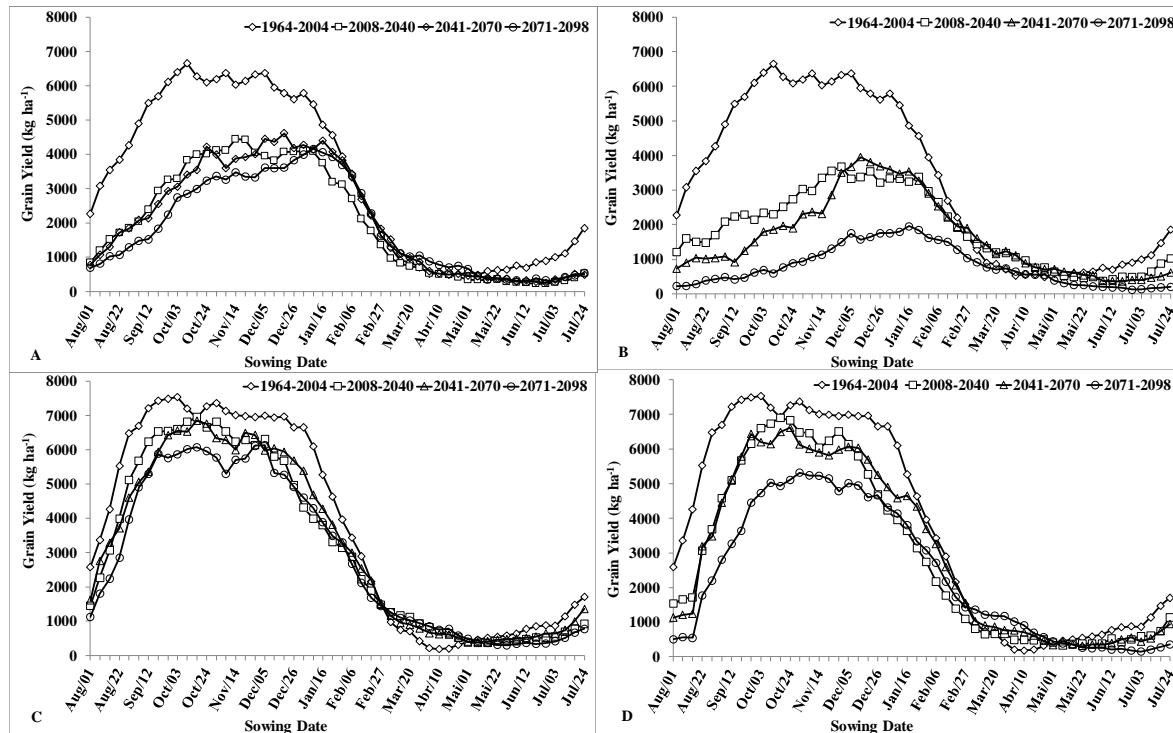 1964-2004 2008-2040 2041-2070 2071-2098
Grain Yield (kg ha⁻¹)
8000
7000
6000
5000
4000
3000
2000
1000
0
Aug/01 Aug/22 Sep/12 Oct/03 Oct/24 Nov/14 Dec/05 Dec/26 Jan/16 Feb/06 Feb/27 Mar/20 Abr/10 Mai/01 Mai/22 Jun/12 Jul/03 Jul/24
A
Sowing Date
1964-2004 2008-2040 2041-2070 2071-2098
Grain Yield (kg ha⁻¹)
8000
7000
6000
5000
4000
3000
2000
1000
0
Aug/01 Aug/22 Sep/12 Oct/03 Oct/24 Nov/14 Dec/05 Dec/26 Jan/16 Feb/06 Feb/27 Mar/20 Abr/10 Mai/01 Mai/22 Jun/12 Jul/03 Jul/24
B
Sowing Date
1964-2004 2008-2040 2041-2070 2071-2098
Grain Yield (kg ha⁻¹)
8000
7000
6000
5000
4000
3000
2000
1000
0
Aug/01 Aug/22 Sep/12 Oct/03 Oct/24 Nov/14 Dec/05 Dec/26 Jan/16 Feb/06 Feb/27 Mar/20 Abr/10 Mai/01 Mai/22 Jun/12 Jul/03 Jul/24
C
Sowing Date
1964-2004 2008-2040 2041-2070 2071-2098
Grain Yield (kg ha⁻¹)
8000
7000
6000
5000
4000
3000
2000
1000
0
Aug/01 Aug/22 Sep/12 Oct/03 Oct/24 Nov/14 Dec/05 Dec/26 Jan/16 Feb/06 Feb/27 Mar/20 Abr/10 Mai/01 Mai/22 Jun/12 Jul/03 Jul/24
D
Sowing Date